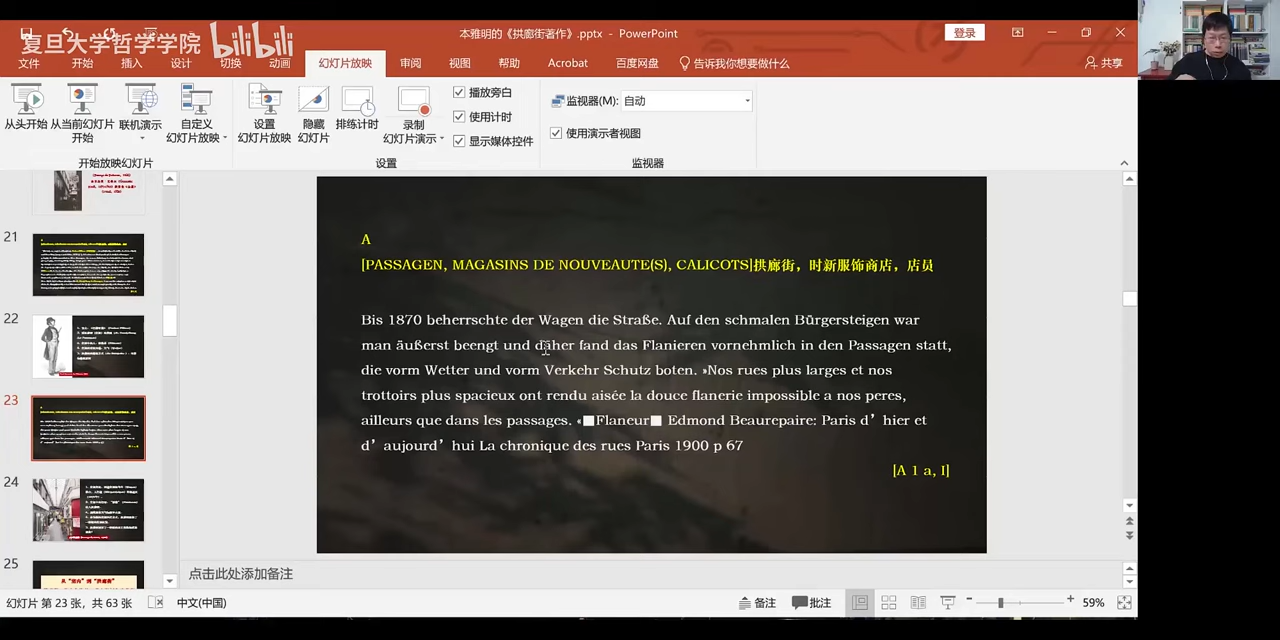 复旦大学哲学学院 bilibili
本雅明的《拱廊街著作》.pptx - PowerPoint
登录
文件 开始 插入 设计 切换 动画 幻灯片放映 审阅 视图 帮助 Acrobat 百度网盘 告诉我你想要做什么 共享
从头开始 从当前幻灯片开始 联机演示 自定义幻灯片放映 设置幻灯片放映 隐藏幻灯片 排练计时 录制幻灯片演示
播放旁白
使用计时
显示媒体控件
监视器(M): 自动
使用演示者视图
开始放映幻灯片 设置 监视器
21
22
23
24
25
A
[PASSAGEN, MAGASINS DE NOUVEAUTE(S), CALICOTS]拱廊街，时新服饰商店，店员
Bis 1870 beherrschte der Wagen die Straße. Auf den schmalen Bürgersteigen war
man äußerst beengt und daher fand das Flanieren vornehmlich in den Passagen statt,
die vorm Wetter und vorm Verkehr Schutz boten. »Nos rues plus larges et nos
trottoirs plus spacieux ont rendu aisée la douce flanerie impossible a nos peres,
ailleurs que dans les passages. «■Flaneur■ Edmond Beaurepaire: Paris d’hier et
d’aujourd’hui La chronique des rues Paris 1900 p 67
[A 1 a, I]
点击此处添加备注
幻灯片 第 23 张，共 63 张 中文(中国) 备注 批注 59%